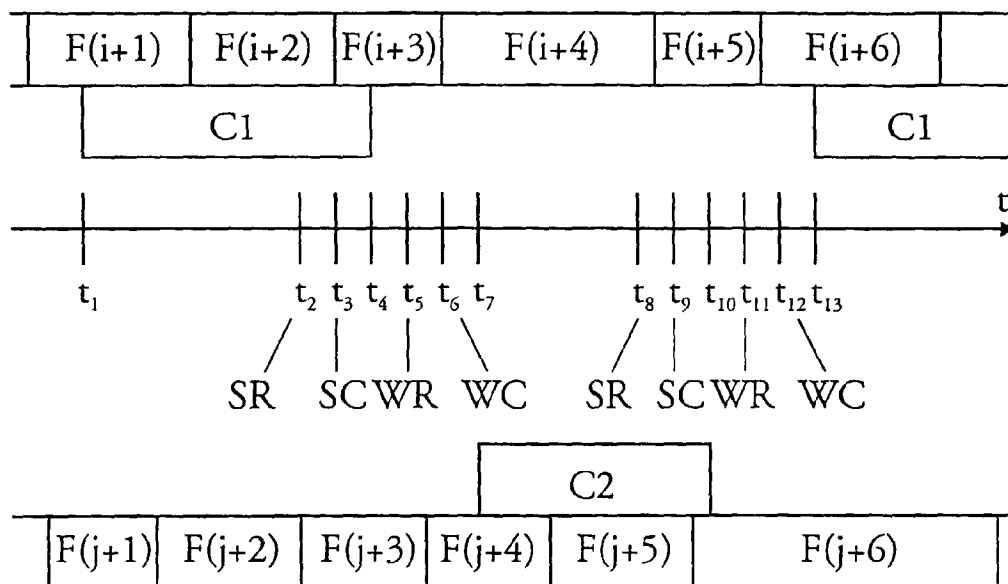 F(i+1) F(i+2) F(i+3) F(i+4) F(i+5) F(i+6)
C1 C1
t
t₁ t₂ t₃ t₄ t₅ t₆ t₇ t₈ t₉ t₁₀ t₁₁ t₁₂ t₁₃
SR SC WR WC SR SC WR WC
C2
F(j+1) F(j+2) F(j+3) F(j+4) F(j+5) F(j+6)